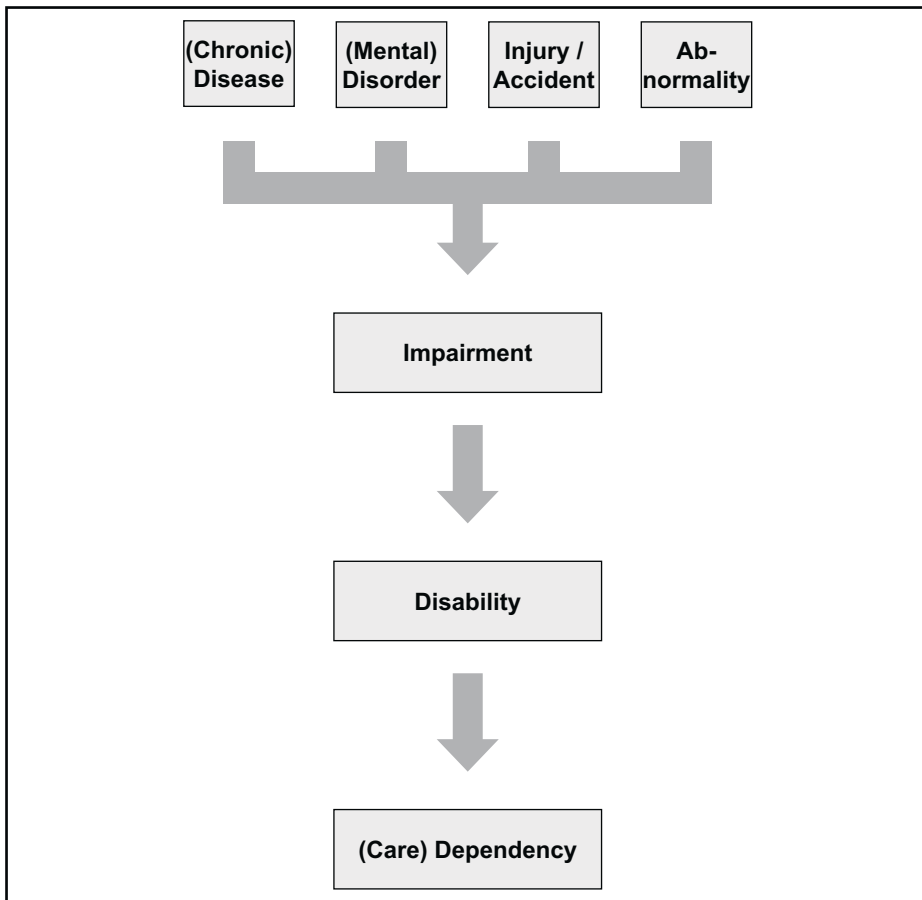 (Chronic)
Disease
(Mental)
Disorder
Injury /
Accident
Ab-
normality
Impairment
Disability
(Care) Dependency